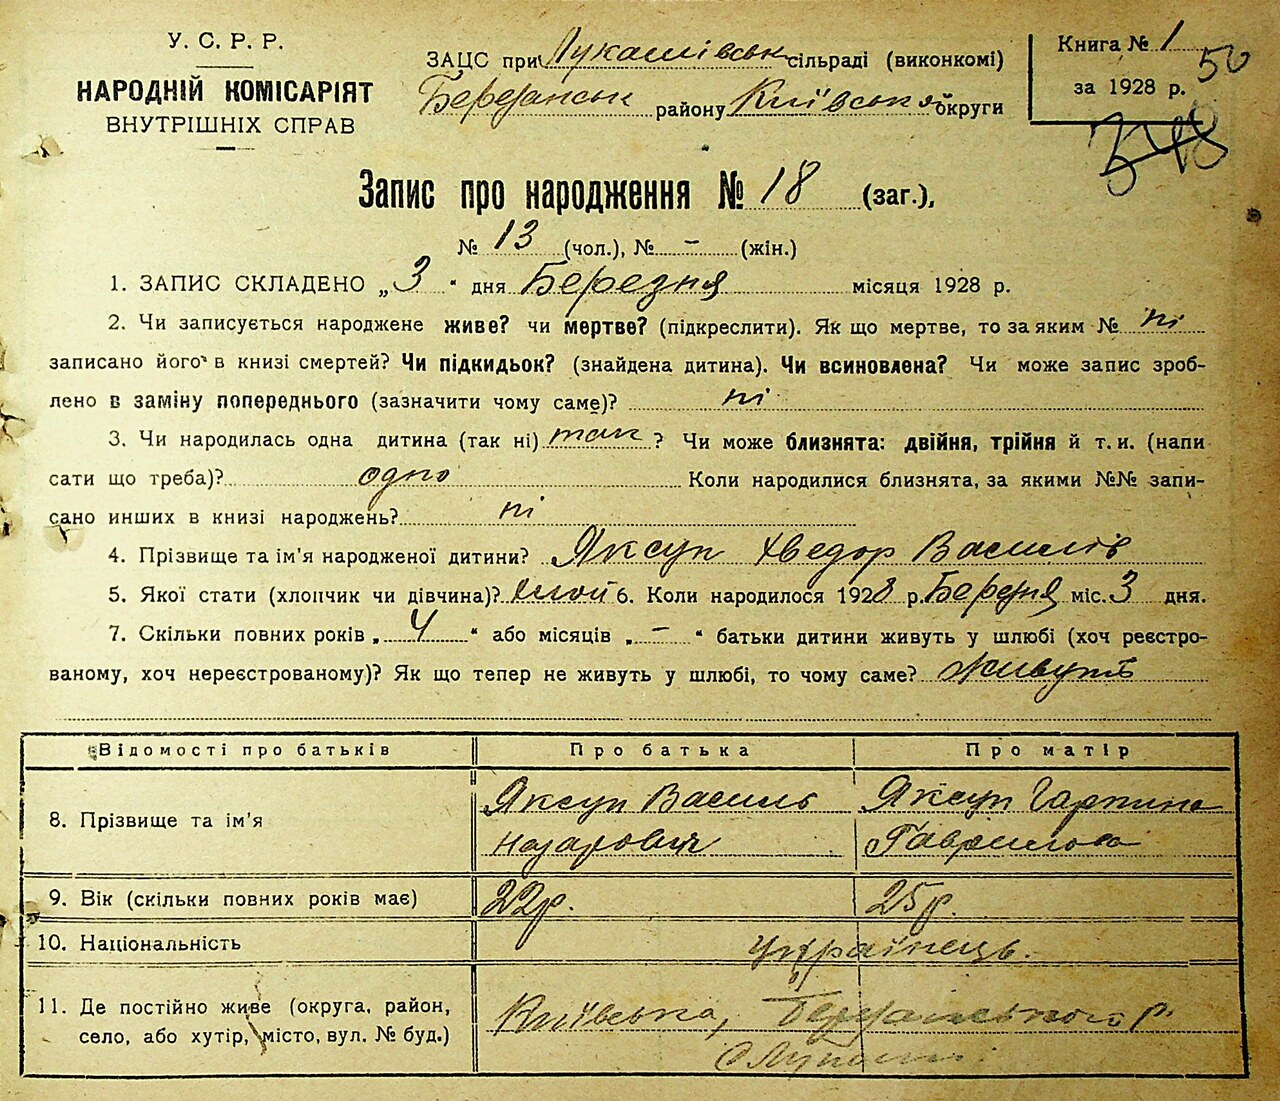 У. С. Р. Р.
НАРОДНІЙ КОМІСАРІЯТ
ВНУТРІШНІХ СПРАВ
ЗАЦС при Лукашівськ сільраді (виконкомі)
Березанськ району Київської округи
Книга № 1
за 1928 р.
50
348
Запис про народження № 18 (заг.),
№ 13 (чол.), № - (жін.)
1. ЗАПИС СКЛАДЕНО „3" дня Березня місяця 1928 р.
2. Чи записується народжене живе? чи мертве? (підкреслити). Як що мертве, то за яким № ні
записано його в книзі смертей? Чи підкидьок? (знайдена дитина). Чи всиновлена? Чи може запис зроб-
лено в заміну попереднього (зазначити чому саме)? ні
3. Чи народилась одна дитина (так ні) так ? Чи може близнята: двійня, трійня й т. и. (напи
сати що треба)? одно Коли народилися близнята, за якими №№ запи-
сано инших в книзі народжень? ні
4. Прізвище та ім'я народженої дитини? Яксун Хведор Василів
5. Якої стати (хлопчик чи дівчина)? 6. Коли народилося 1928 р. Березня міс. 3 дня.
7. Скільки повних років „4" або місяців „-" батьки дитини живуть у шлюбі (хоч реєстро-
ваному, хоч нереєстрованому)? Як що тепер не живуть у шлюбі, то чому саме? живуть
Відомості про батьків Про батька Про матір
8. Прізвище та ім'я Яксун Василь Назарович Яксун Гарпина Гаврилова
9. Вік (скільки повних років має) 22р. 25р.
10. Національність Українець.
11. Де постійно живе (округа, район, Київська, Березанського р.
село, або хутір, місто, вул. № буд.)